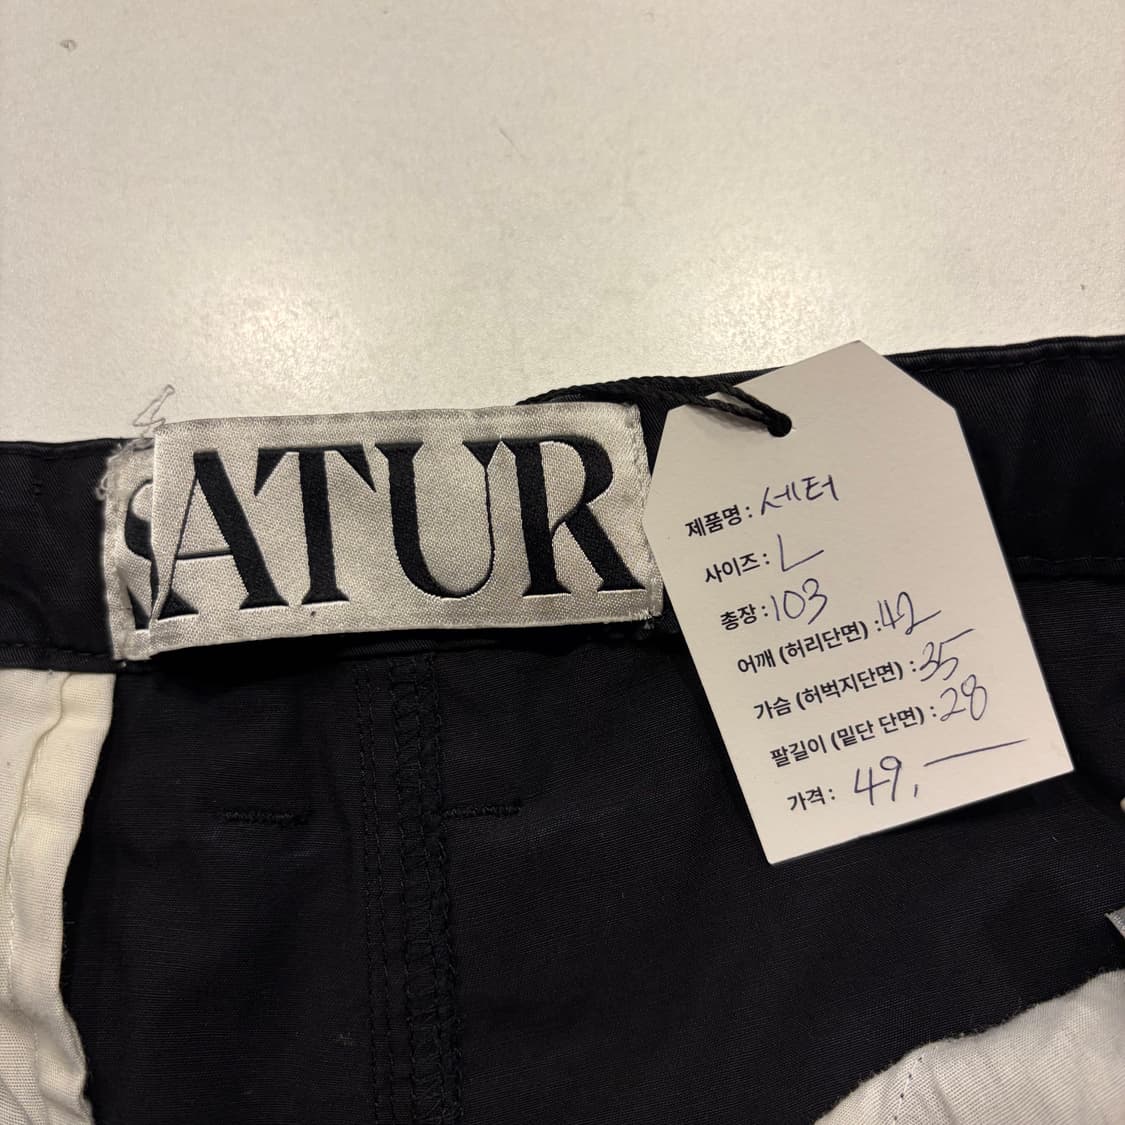 SATUR
제품명 : 세터
사이즈 : L
총장 : 103
어깨 (허리단면) : 42
가슴 (허벅지단면) : 35
팔길이 (밑단 단면) : 28
가격 : 49,—